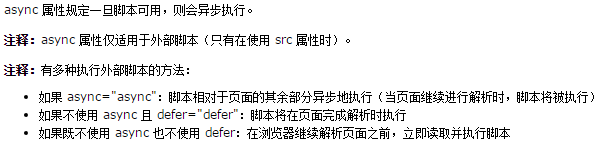 async 属性规定一旦脚本可用，则会异步执行。
注释：async 属性仅适用于外部脚本（只有在使用 src 属性时）。
注释：有多种执行外部脚本的方法：
• 如果 async="async"：脚本相对于页面的其余部分异步地执行（当页面继续进行解析时，脚本将被执行）
• 如果不使用 async 且 defer="defer"：脚本将在页面完成解析时执行
• 如果既不使用 async 也不使用 defer：在浏览器继续解析页面之前，立即读取并执行脚本